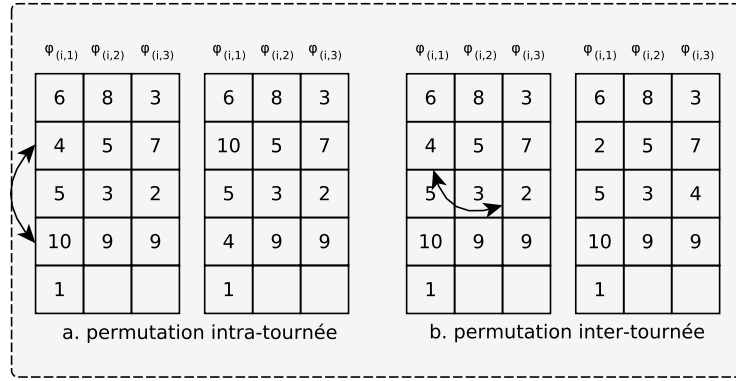 φ(i,1) φ(i,2) φ(i,3) φ(i,1) φ(i,2) φ(i,3) φ(i,1) φ(i,2) φ(i,3) φ(i,1) φ(i,2) φ(i,3)
6 8 3 6 8 3 6 8 3 6 8 3
4 5 7 10 5 7 4 5 7 2 5 7
5 3 2 5 3 2 5 3 2 5 3 4
10 9 9 4 9 9 10 9 9 10 9 9
1 1 1 1
a. permutation intra-tournée b. permutation inter-tournée